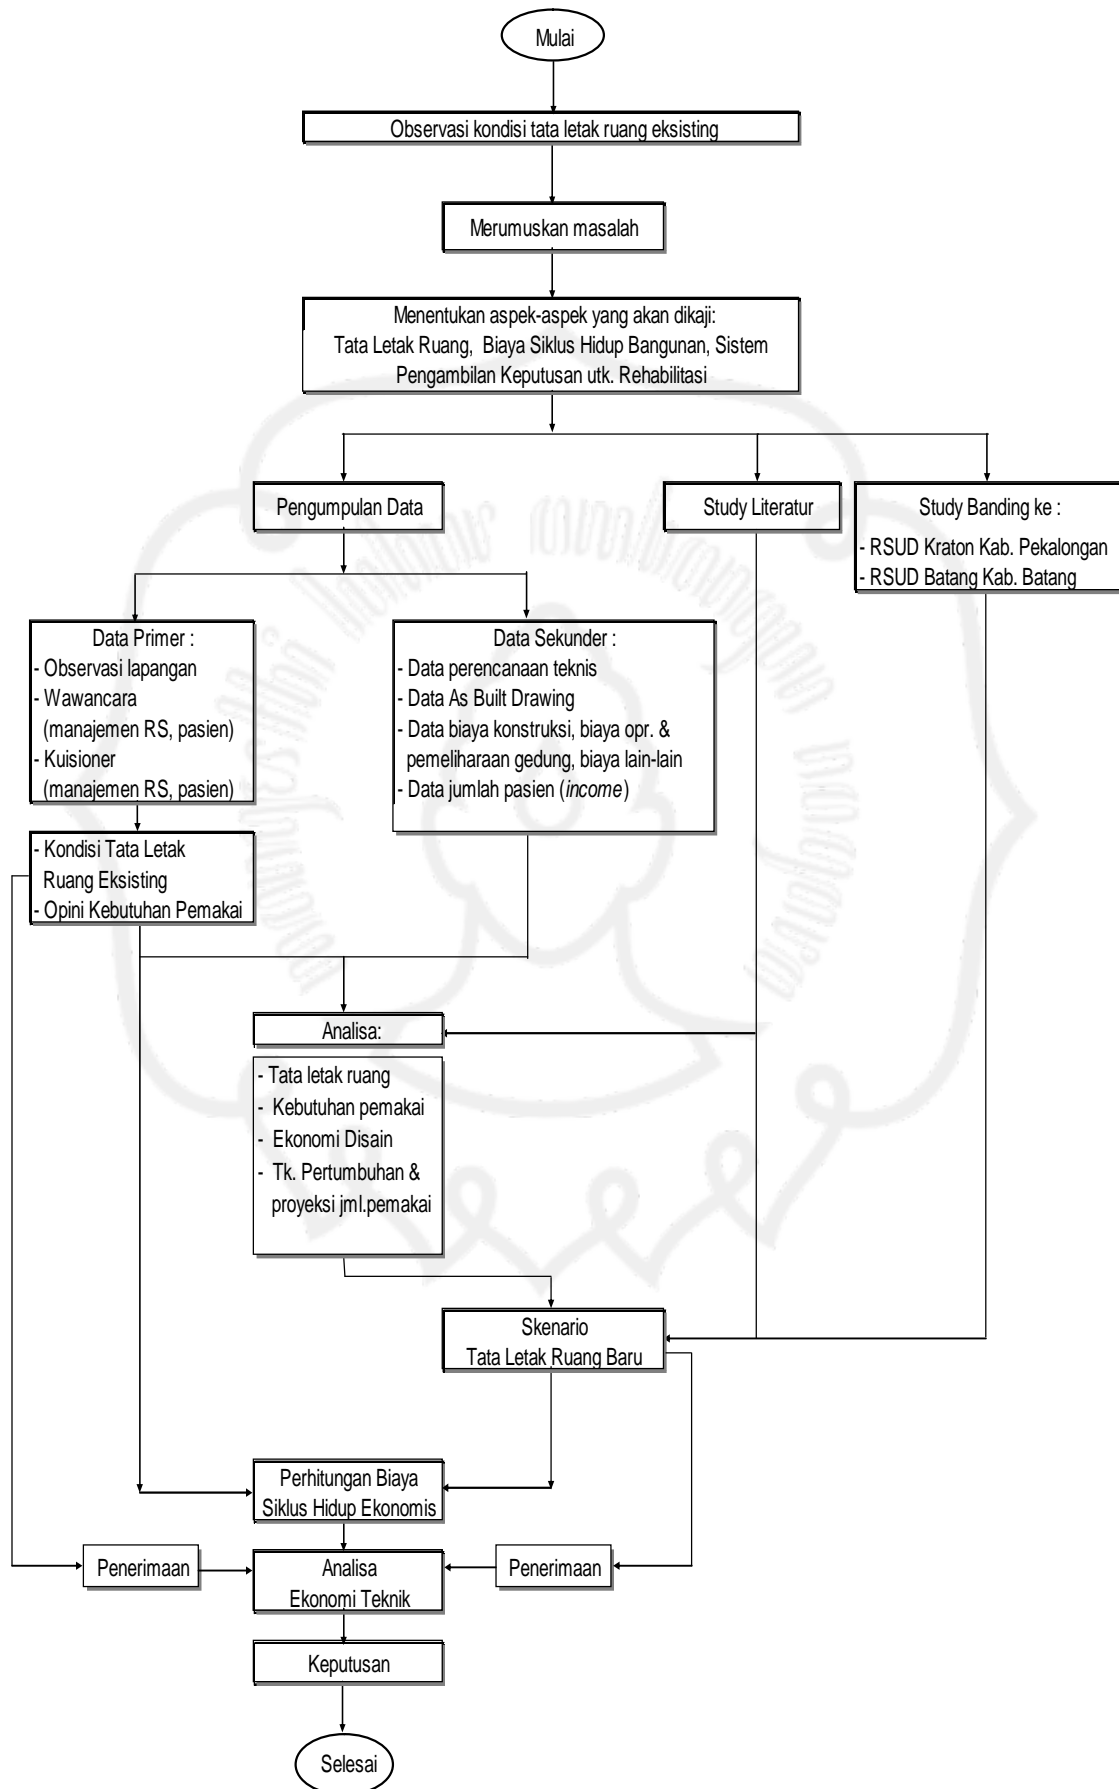 Mulai
Observasi kondisi tata letak ruang eksisting
Merumuskan masalah
Menentukan aspek-aspek yang akan dikaji:
Tata Letak Ruang, Biaya Siklus Hidup Bangunan, Sistem
Pengambilan Keputusan utk. Rehabilitasi
Pengumpulan Data
Study Literatur
Study Banding ke :
- RSUD Kraton Kab. Pekalongan
- RSUD Batang Kab. Batang
Data Primer :
- Observasi lapangan
- Wawancara
(manajemen RS, pasien)
- Kuisioner
(manajemen RS, pasien)
Data Sekunder :
- Data perencanaan teknis
- Data As Built Drawing
- Data biaya konstruksi, biaya opr. &
pemeliharaan gedung, biaya lain-lain
- Data jumlah pasien (income)
- Kondisi Tata Letak
Ruang Eksisting
- Opini Kebutuhan Pemakai
Analisa:
- Tata letak ruang
- Kebutuhan pemakai
- Ekonomi Disain
- Tk. Pertumbuhan &
proyeksi jml.pemakai
Skenario
Tata Letak Ruang Baru
Perhitungan Biaya
Siklus Hidup Ekonomis
Penerimaan
Analisa
Ekonomi Teknik
Penerimaan
Keputusan
Selesai